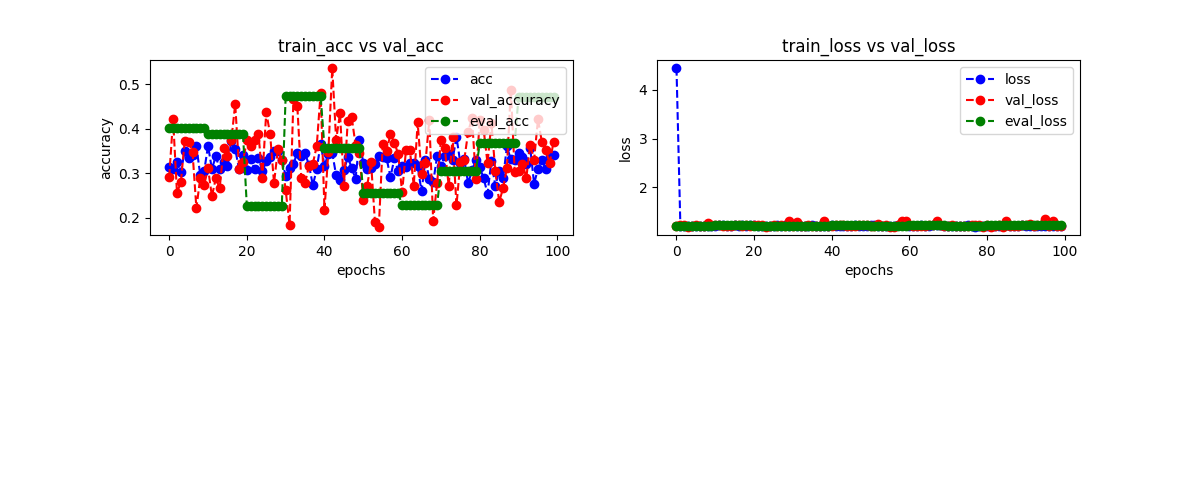 train_acc vs val_acc
accuracy
0.5
0.4
0.3
0.2
acc
val_accuracy
eval_acc
0
20
40
60
80
100
epochs
train_loss vs val_loss
loss
4
3
2
loss
val_loss
eval_loss
0
20
40
60
80
100
epochs